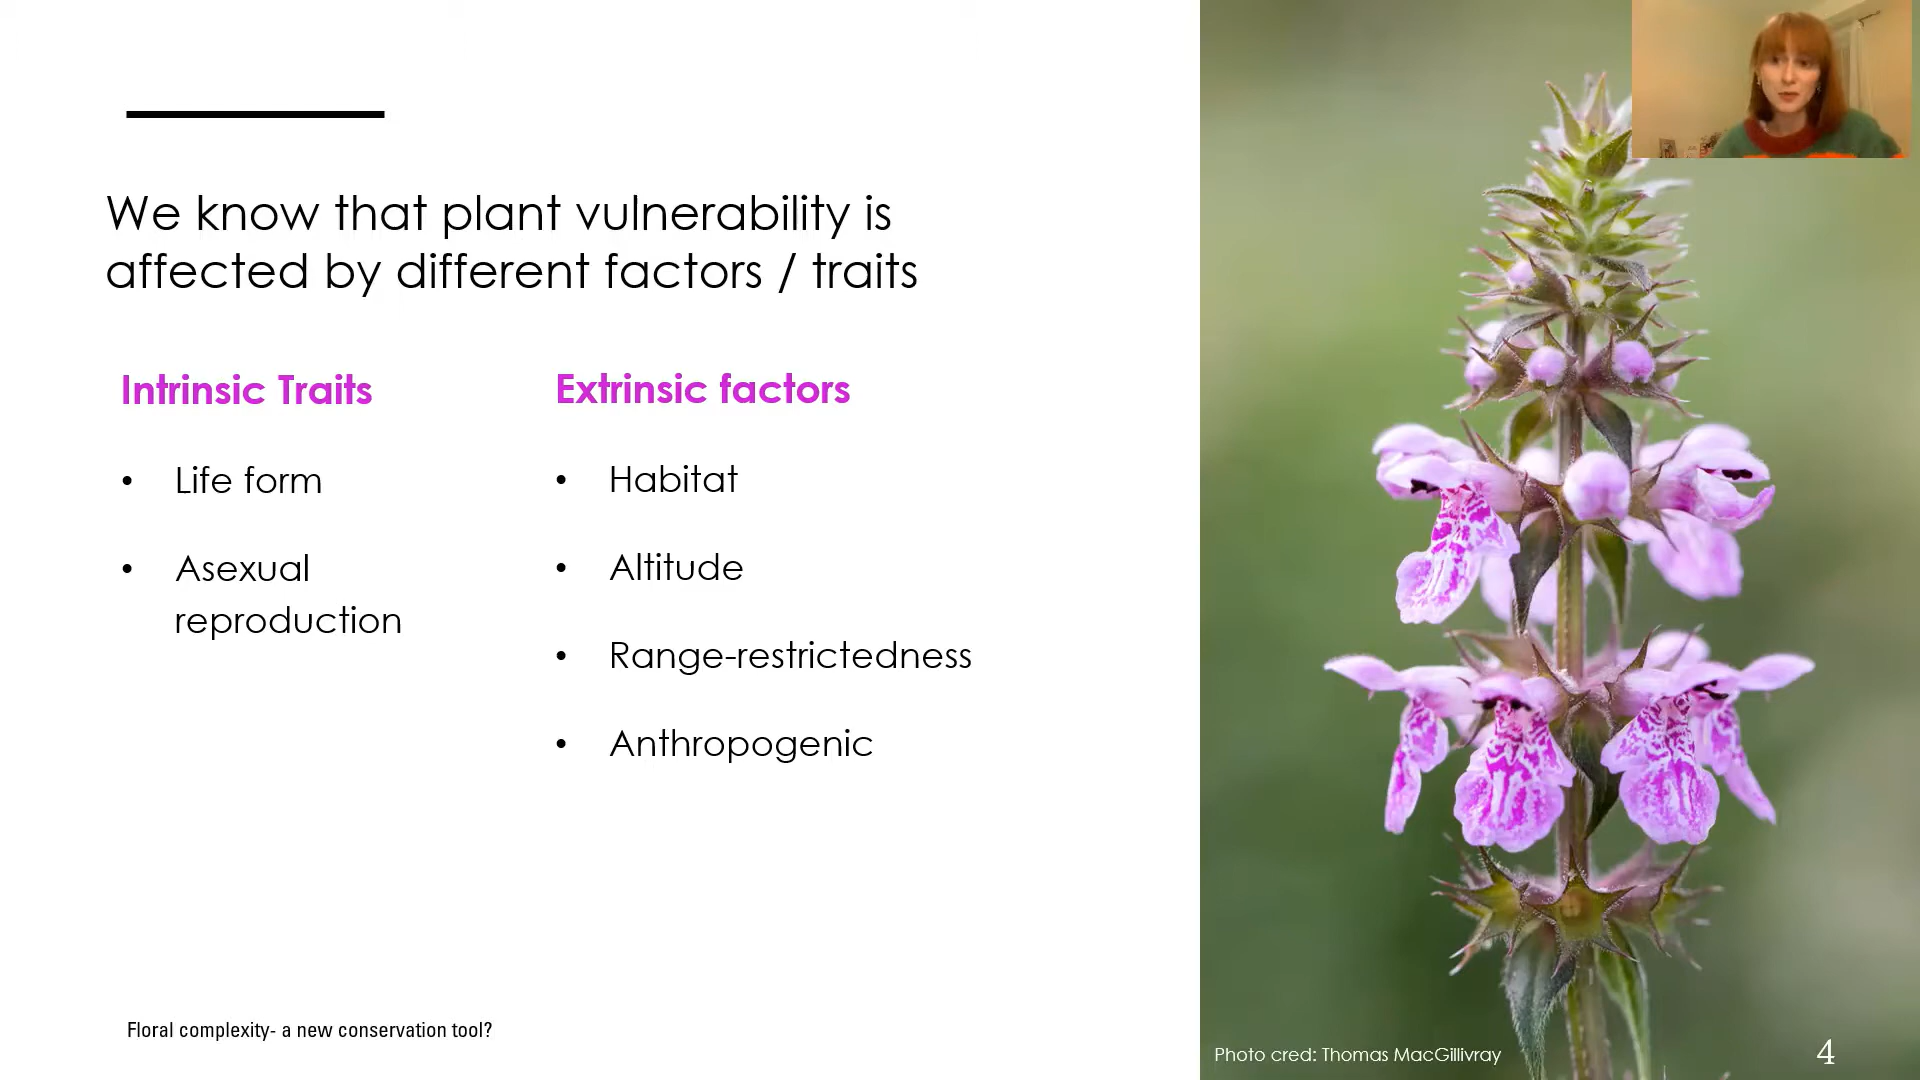 We know that plant vulnerability is
affected by different factors / traits
Intrinsic Traits
• Life form
• Asexual
reproduction
Extrinsic factors
• Habitat
• Altitude
• Range-restrictedness
• Anthropogenic
Floral complexity- a new conservation tool?
Photo cred: Thomas MacGillivray
4